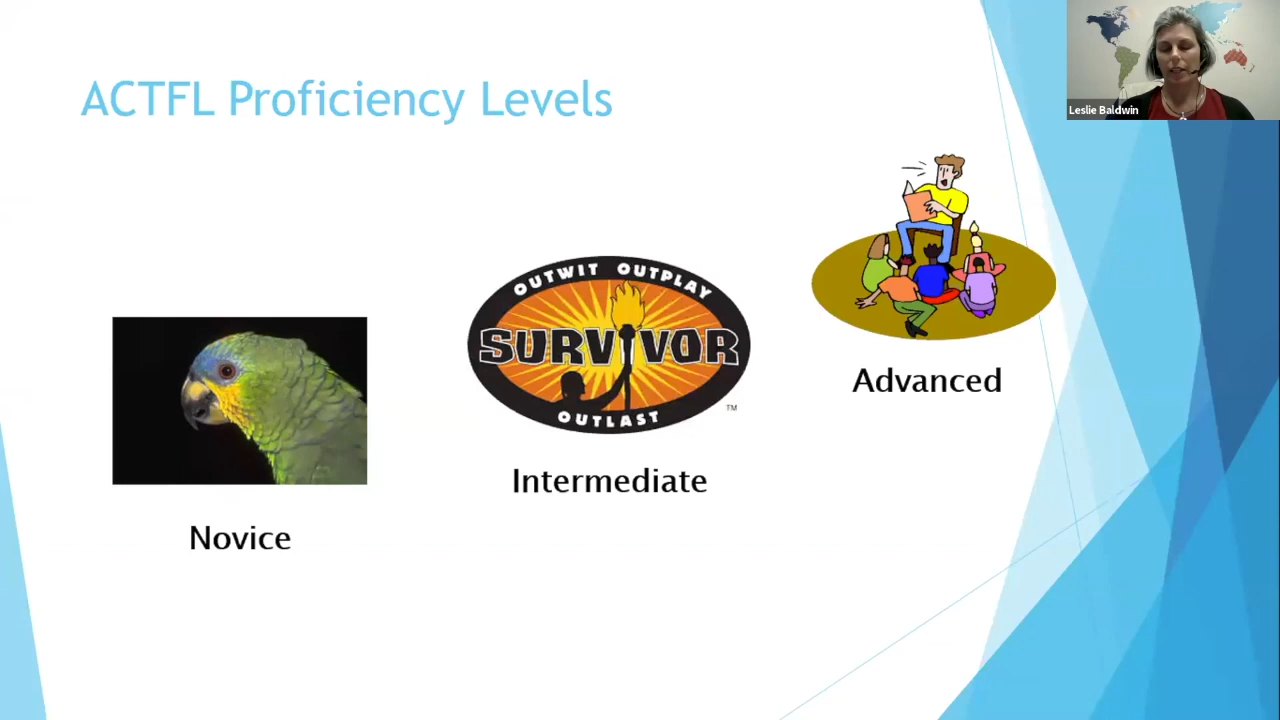 ACTFL Proficiency Levels
Leslie Baldwin
OUTWIT OUTPLAY
SURVIVOR
OUTLAST
TM
Advanced
Intermediate
Novice